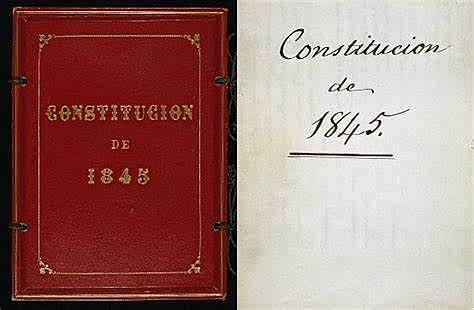 CONSTITUCION
DE
1845
Constitucion
de
1845.